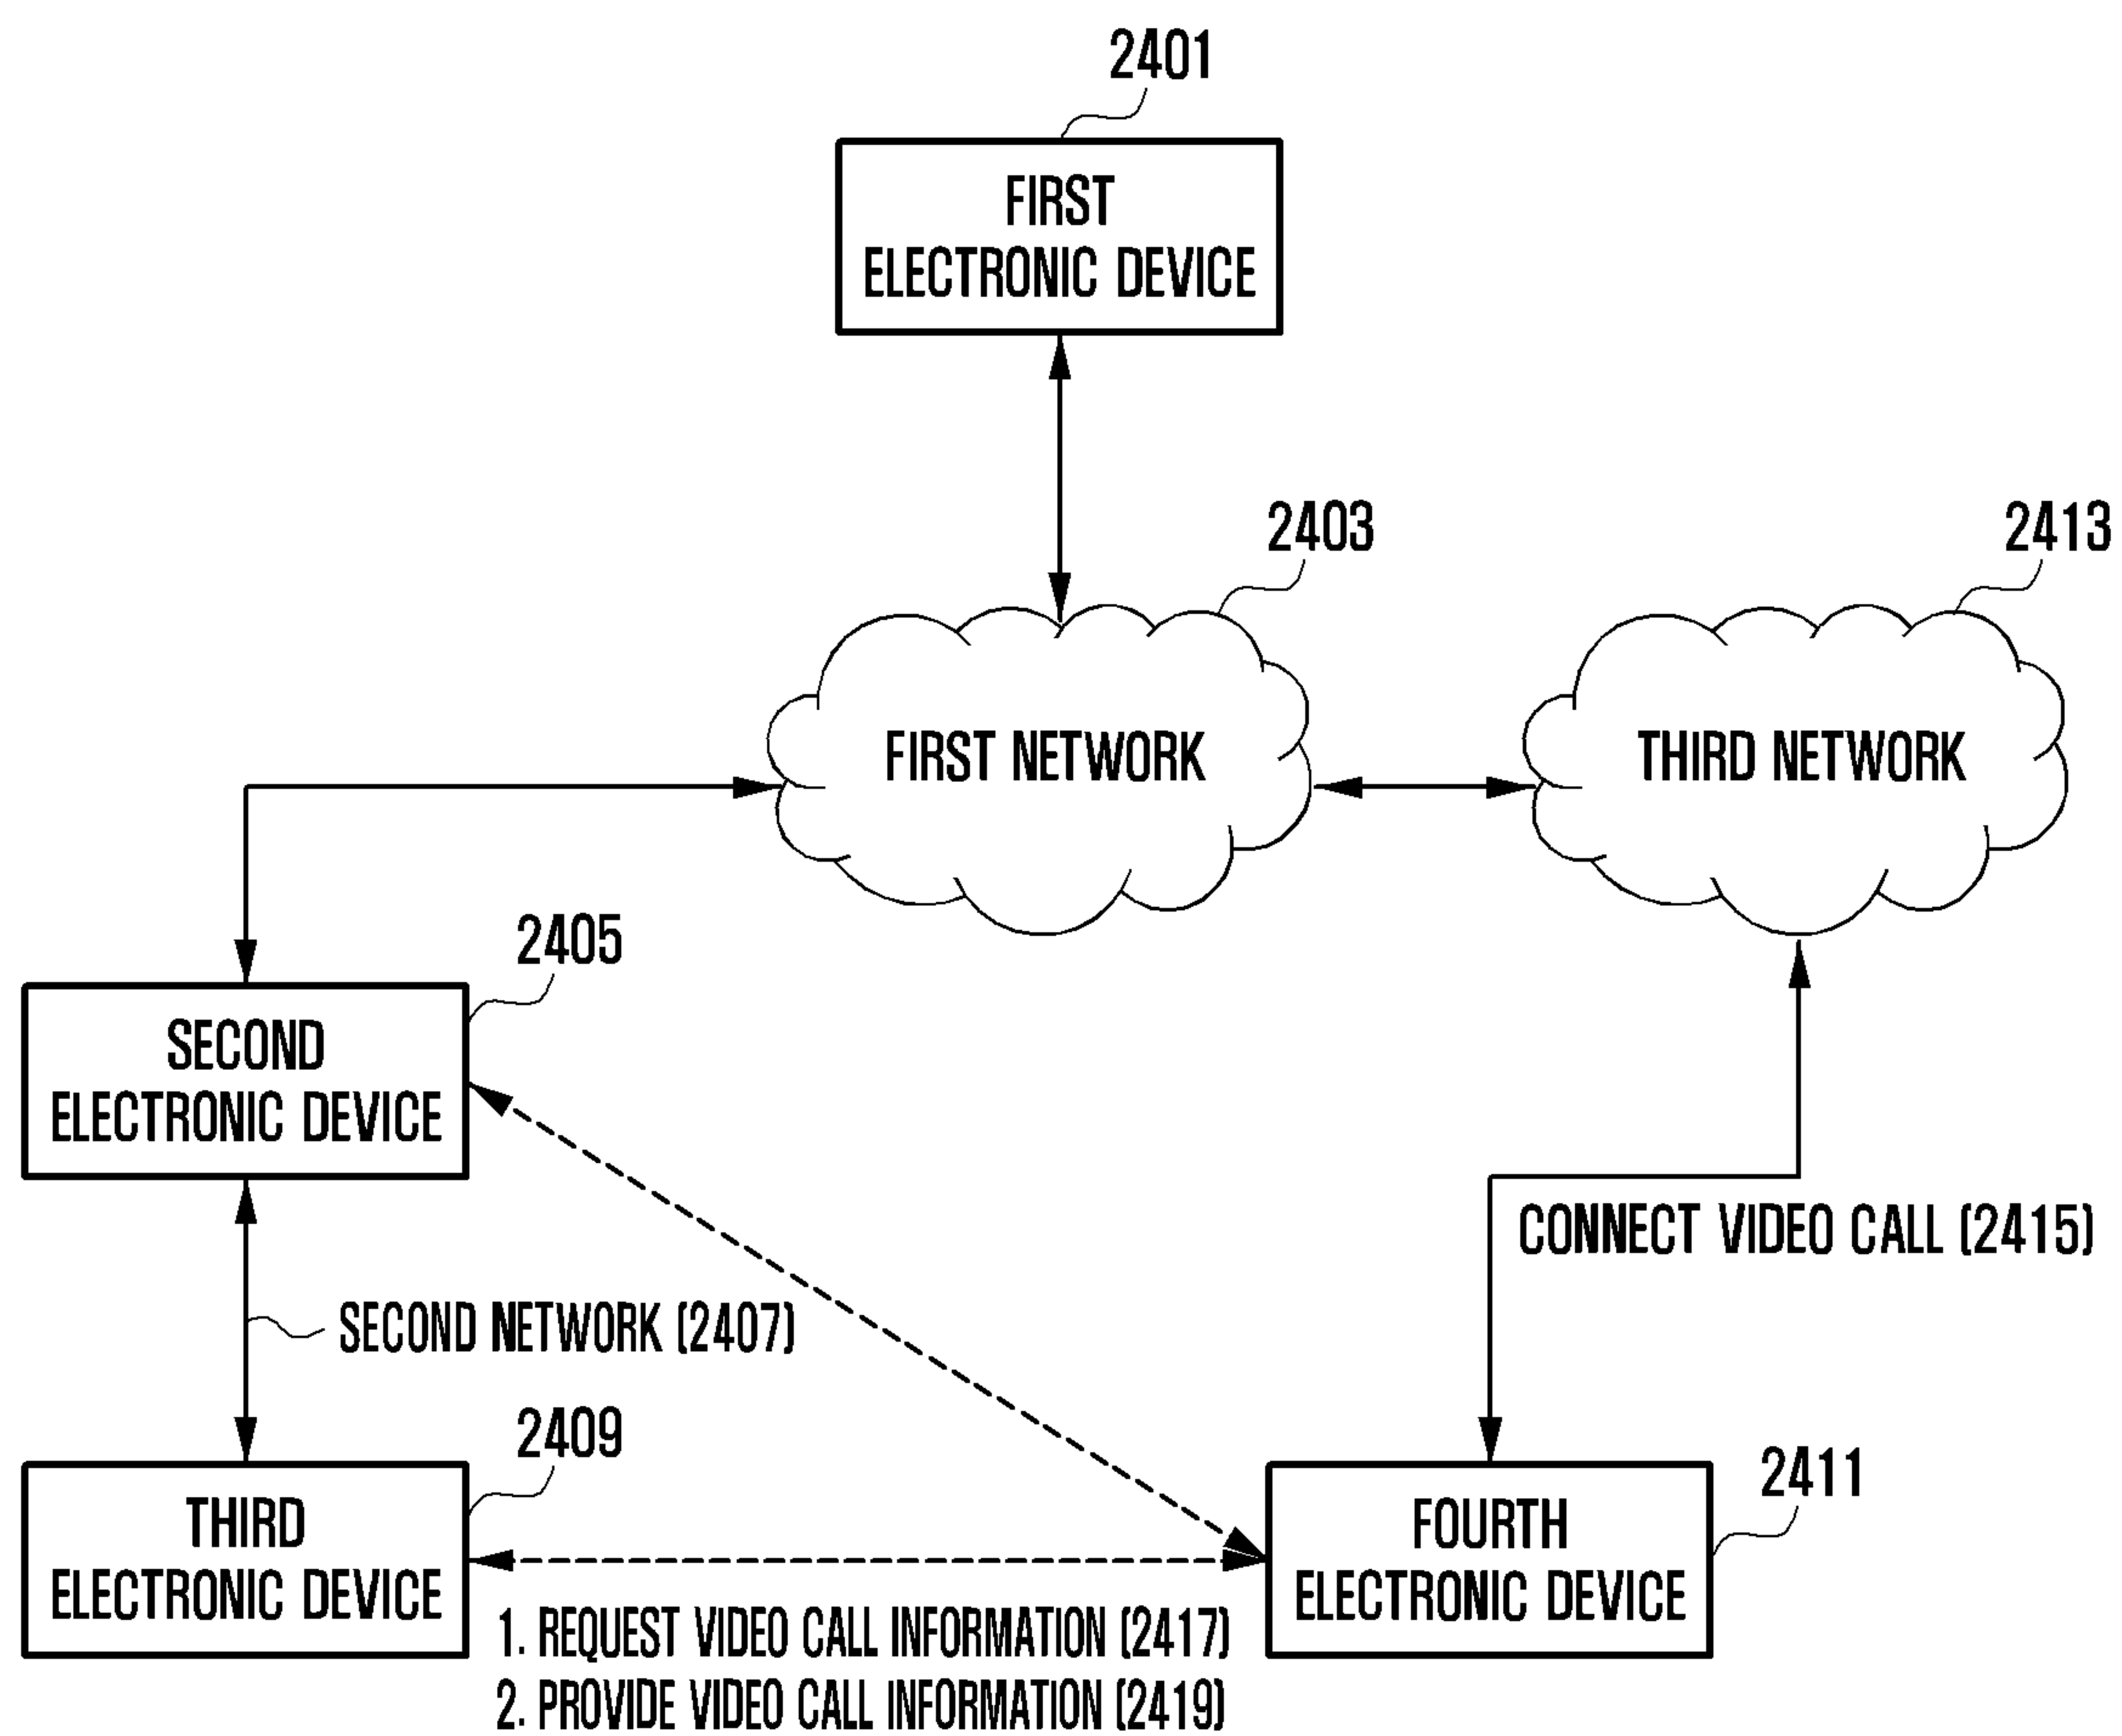 2401
FIRST
ELECTRONIC DEVICE
2403
2413
FIRST NETWORK
THIRD NETWORK
2405
SECOND
ELECTRONIC DEVICE
CONNECT VIDEO CALL (2415)
SECOND NETWORK (2407)
2409
THIRD
ELECTRONIC DEVICE
2411
FOURTH
ELECTRONIC DEVICE
1. REQUEST VIDEO CALL INFORMATION (2417)
2. PROVIDE VIDEO CALL INFORMATION (2419)